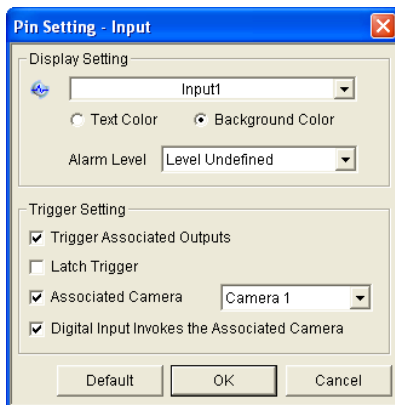 Pin Setting - Input
Display Setting
Input1
Text Color Background Color
Alarm Level Level Undefined
Trigger Setting
Trigger Associated Outputs
Latch Trigger
Associated Camera Camera 1
Digital Input Invokes the Associated Camera
Default OK Cancel